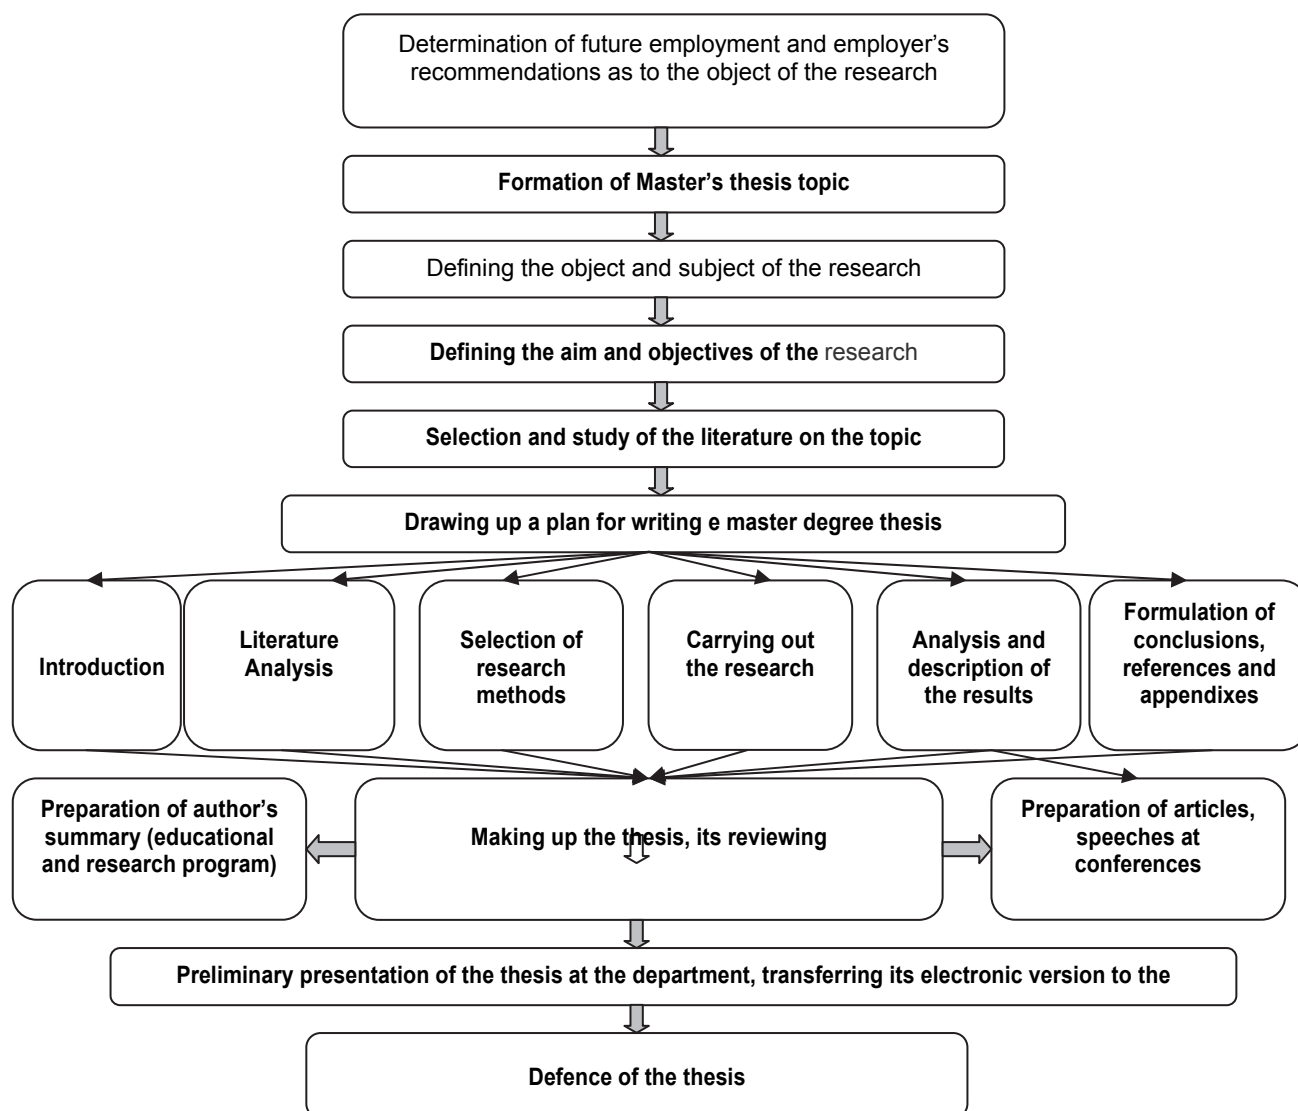 Determination of future employment and employer’s
recommendations as to the object of the research
Formation of Master’s thesis topic
Defining the object and subject of the research
Defining the aim and objectives of the research
Selection and study of the literature on the topic
Drawing up a plan for writing e master degree thesis
Introduction
Literature
Analysis
Selection of
research
methods
Carrying out
the research
Analysis and
description of
the results
Formulation of
conclusions,
references and
appendixes
Preparation of author’s
summary (educational
and research program)
Making up the thesis, its reviewing
Preparation of articles,
speeches at
conferences
Preliminary presentation of the thesis at the department, transferring its electronic version to the
Defence of the thesis